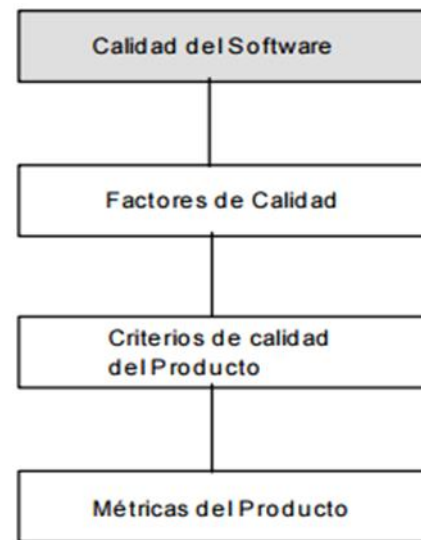 Calidad del Software
Factores de Calidad
Criterios de calidad
del Producto
Métricas del Producto